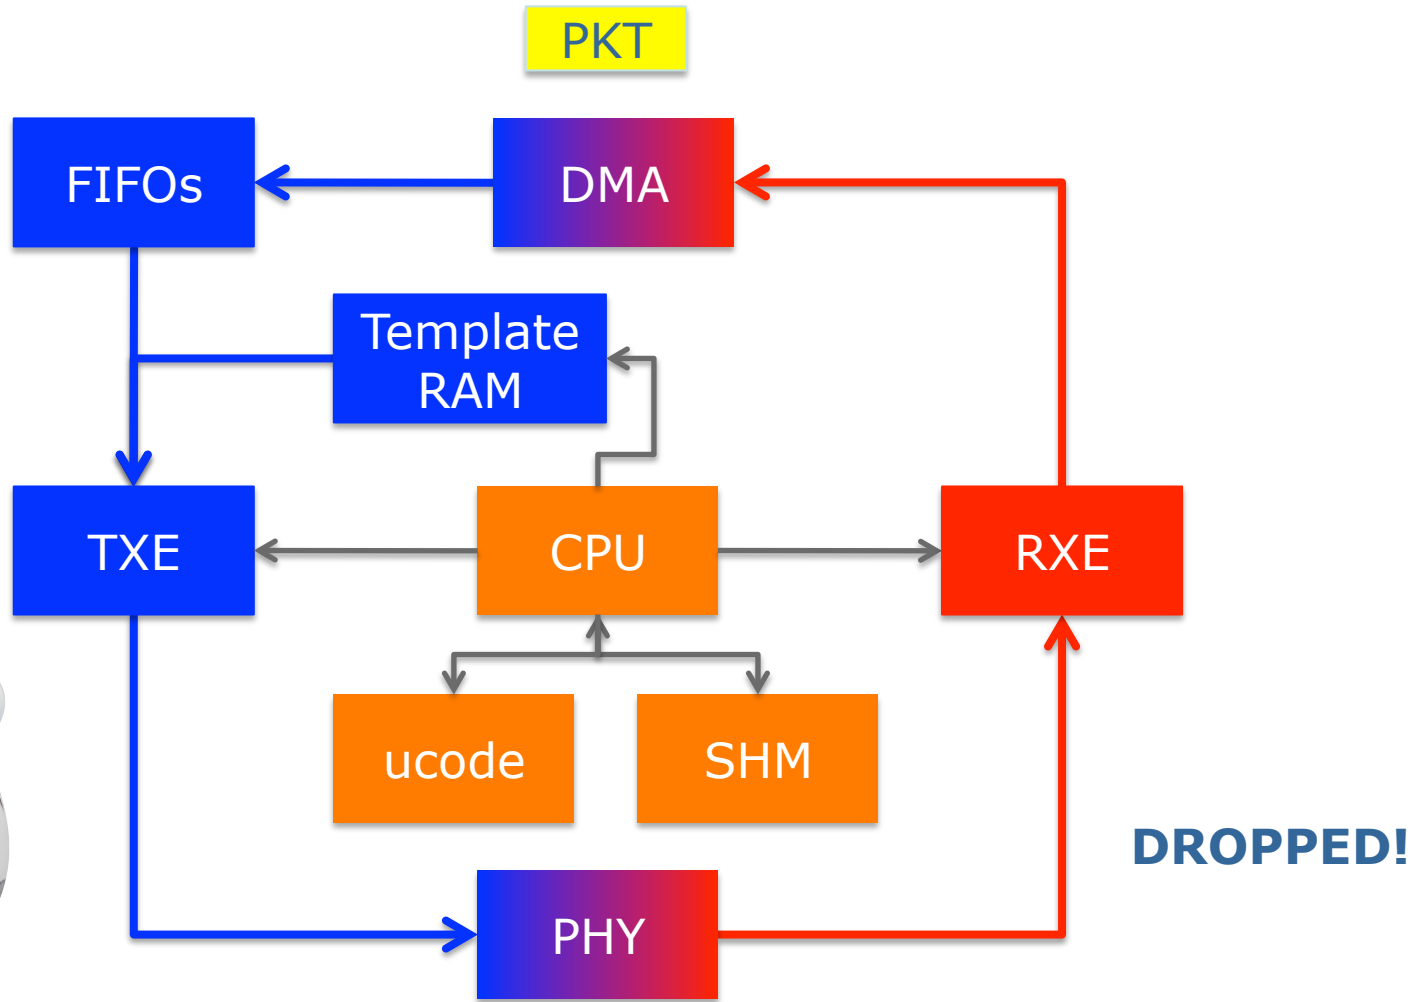 PKT
FIFOs
DMA
Template
RAM
TXE
CPU
RXE
ucode
SHM
DROPPED!
PHY